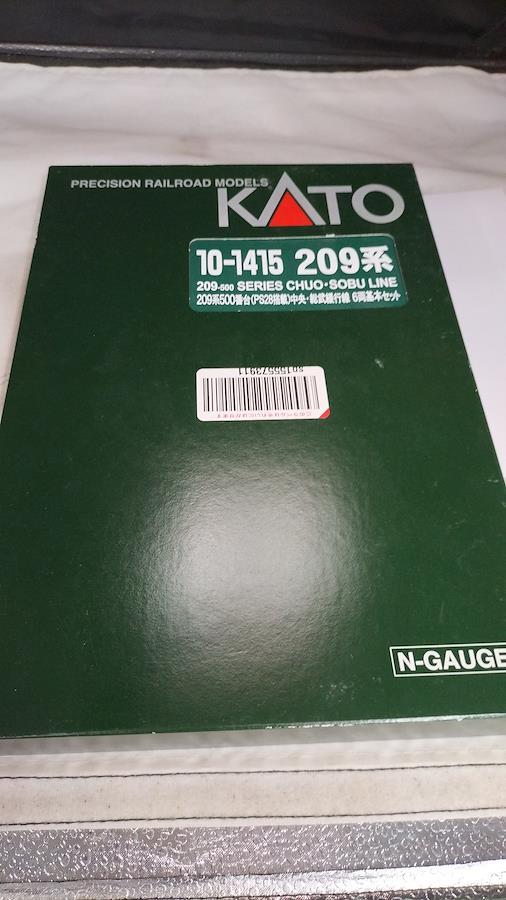 PRECISION RAILROAD MODELS
KATO
10-1415 209系
209-500 SERIES CHUO・SOBU LINE
209系500番台(PS28搭載)中央・総武緩行線 6両基本セット
sp155573911
N-GAUGE